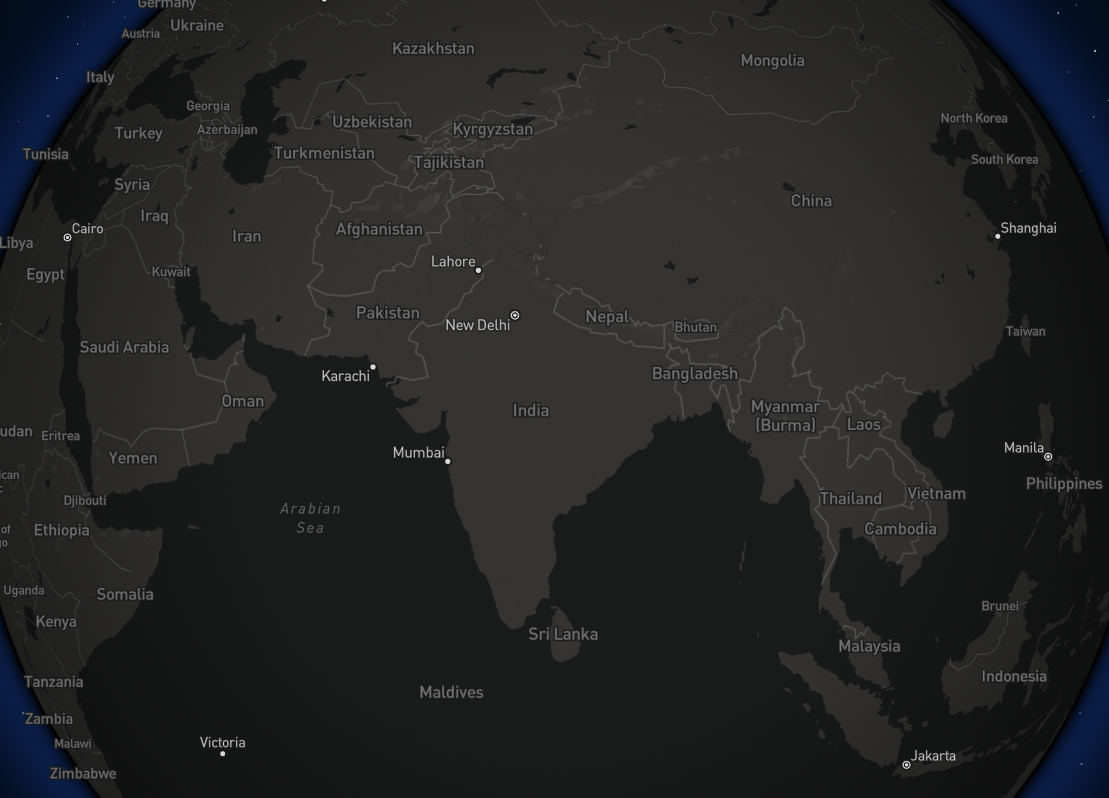 Germany
Ukraine
Austria
Kazakhstan
Mongolia
Italy
Georgia
North Korea
Turkey
Azerbaijan
Uzbekistan
Kyrgyzstan
Tunisia
Turkmenistan
Tajikistan
South Korea
Syria
China
Iraq
Cairo
Afghanistan
Shanghai
Libya
Iran
Lahore
Egypt
Kuwait
Pakistan
New Delhi
Nepal
Bhutan
Taiwan
Saudi Arabia
Karachi
Bangladesh
Oman
India
Myanmar
(Burma)
Laos
udan
Eritrea
Mumbai
Manila
Yemen
ican
Philippines
Djibouti
Thailand
Vietnam
Arabian
Sea
of
go
Ethiopia
Cambodia
Uganda
Somalia
Brunei
Kenya
Sri Lanka
Malaysia
Indonesia
Tanzania
Maldives
Zambia
Malawi
Victoria
Jakarta
Zimbabwe